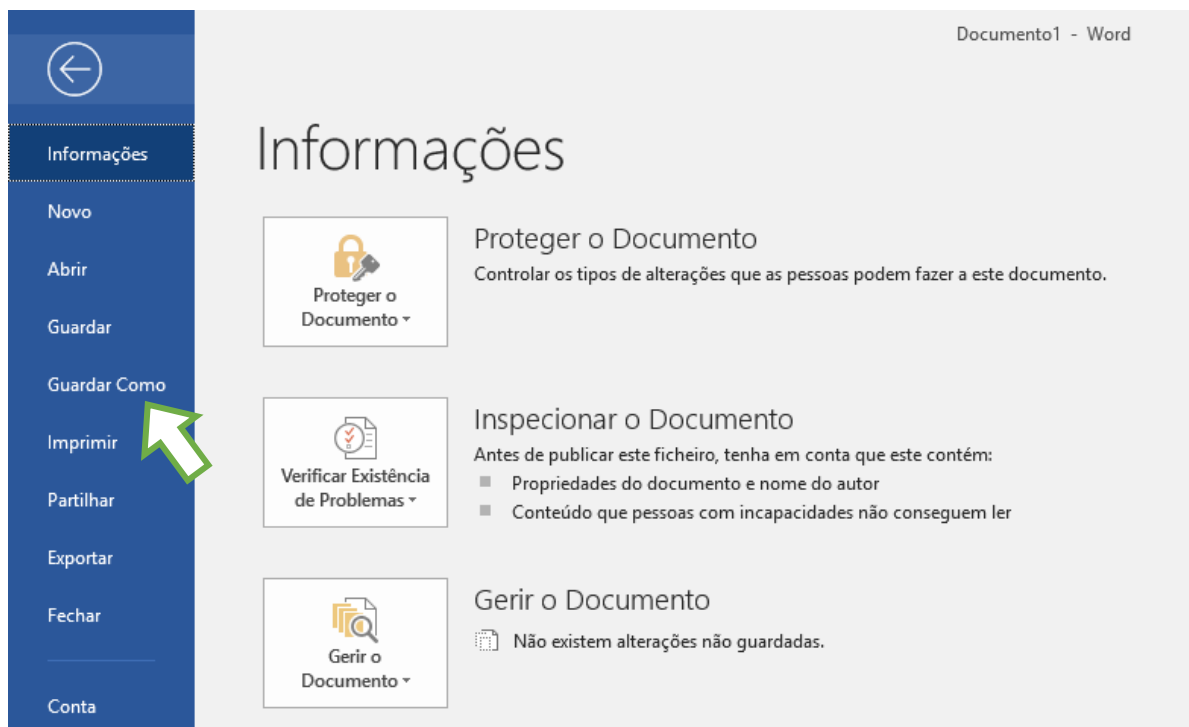 Documento1 - Word
Informações
Novo
Abrir
Guardar
Guardar Como
Imprimir
Partilhar
Exportar
Fechar
Conta
Informações
Proteger o
Documento
Proteger o Documento
Controlar os tipos de alterações que as pessoas podem fazer a este documento.
Verificar Existência
de Problemas
Inspecionar o Documento
Antes de publicar este ficheiro, tenha em conta que este contém:
Propriedades do documento e nome do autor
Conteúdo que pessoas com incapacidades não conseguem ler
Gerir o
Documento
Gerir o Documento
Não existem alterações não guardadas.